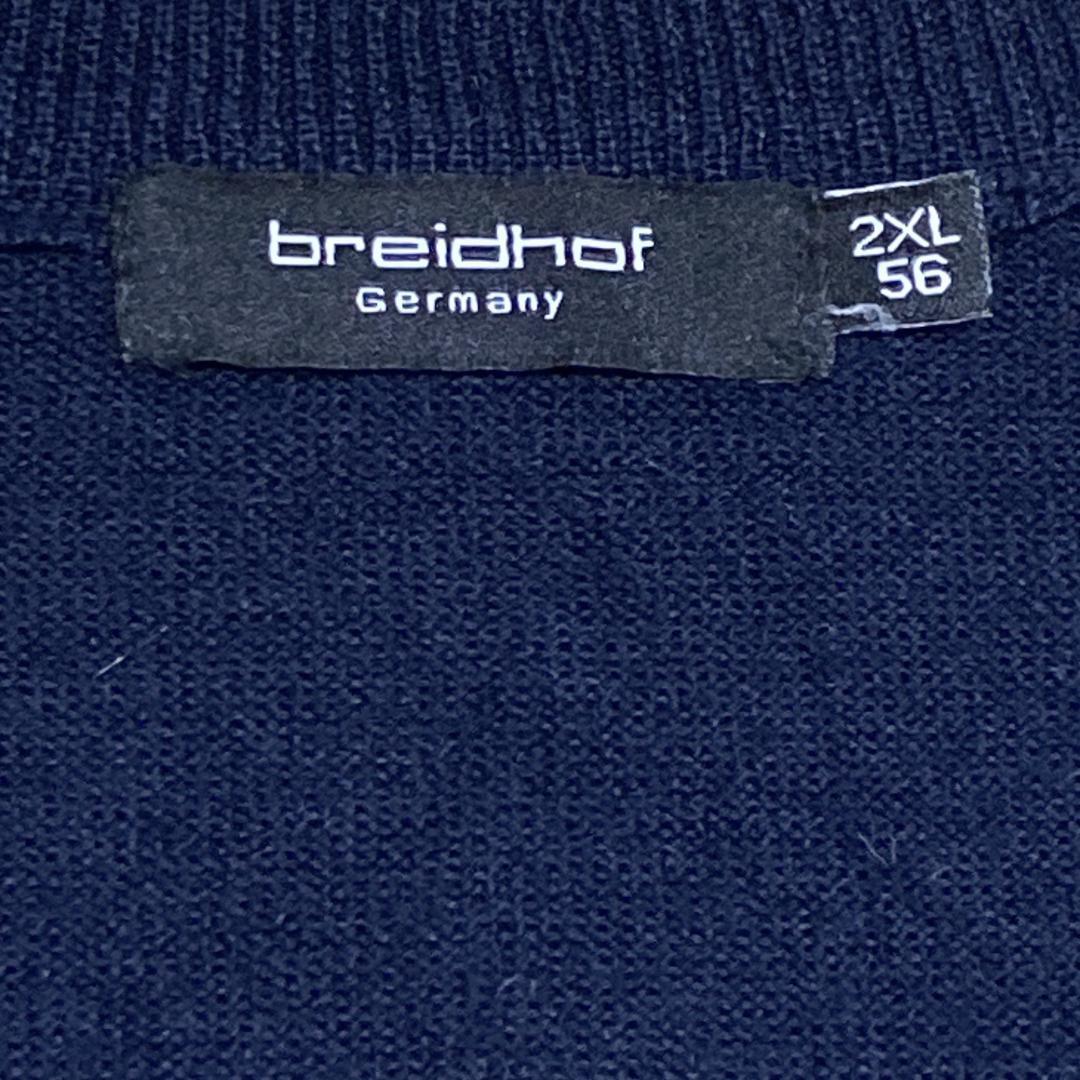 breidhof
Germany
2XL
56